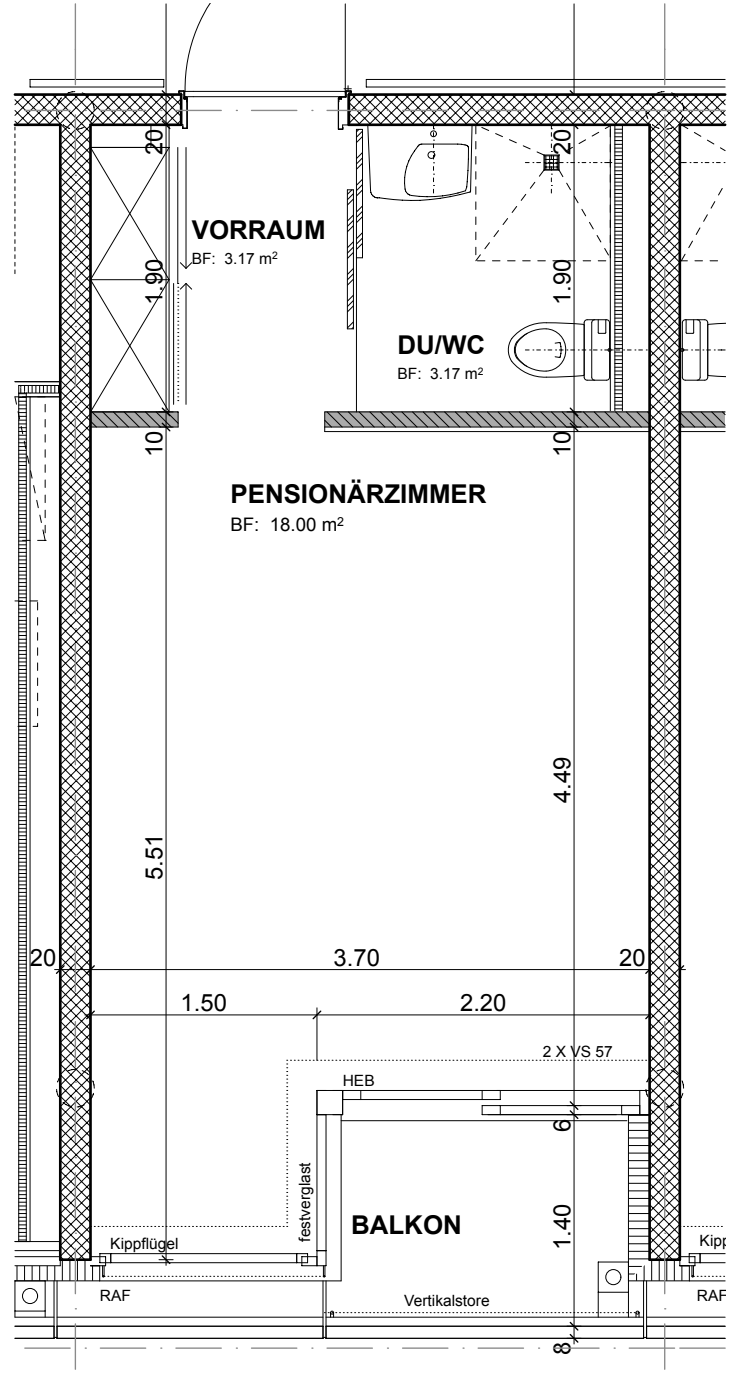 20
20
VORRAUM
BF: 3.17 m²
1.90
1.90
DU/WC
BF: 3.17 m²
10
10
PENSIONÄRZIMMER
BF: 18.00 m²
4.49
5.51
20
3.70
20
1.50
2.20
2 X VS 57
HEB
6
festverglast
BALKON
1.40
Kippflügel
Kipp
RAF
Vertikalstore
RAF
8